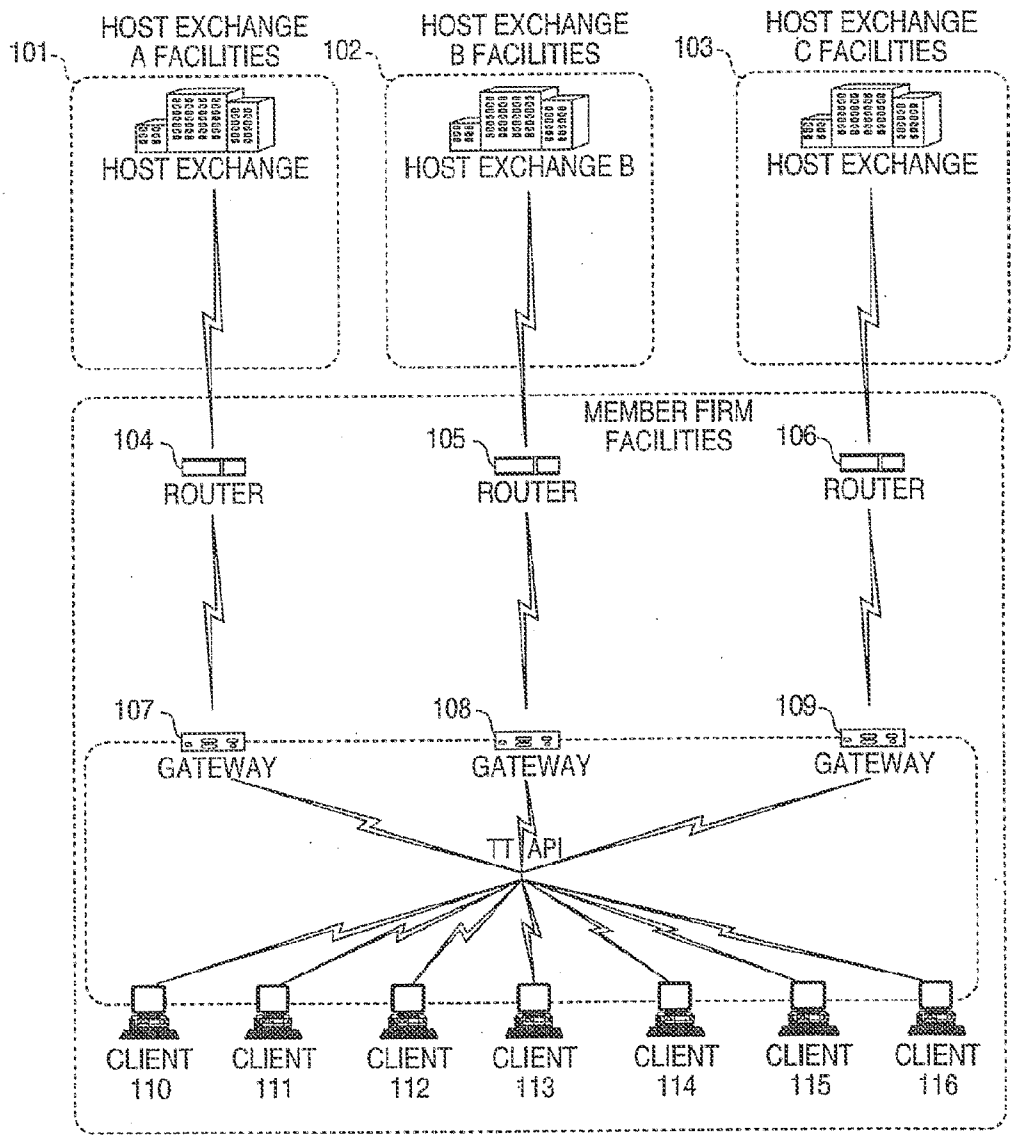 HOST EXCHANGE
A FACILITIES
HOST EXCHANGE
B FACILITIES
HOST EXCHANGE
C FACILITIES
101
102
103
HOST EXCHANGE
HOST EXCHANGE B
HOST EXCHANGE
MEMBER FIRM
FACILITIES
104
105
106
ROUTER
ROUTER
ROUTER
107
108
109
GATEWAY
GATEWAY
GATEWAY
TT API
CLIENT
110
CLIENT
111
CLIENT
112
CLIENT
113
CLIENT
114
CLIENT
115
CLIENT
116